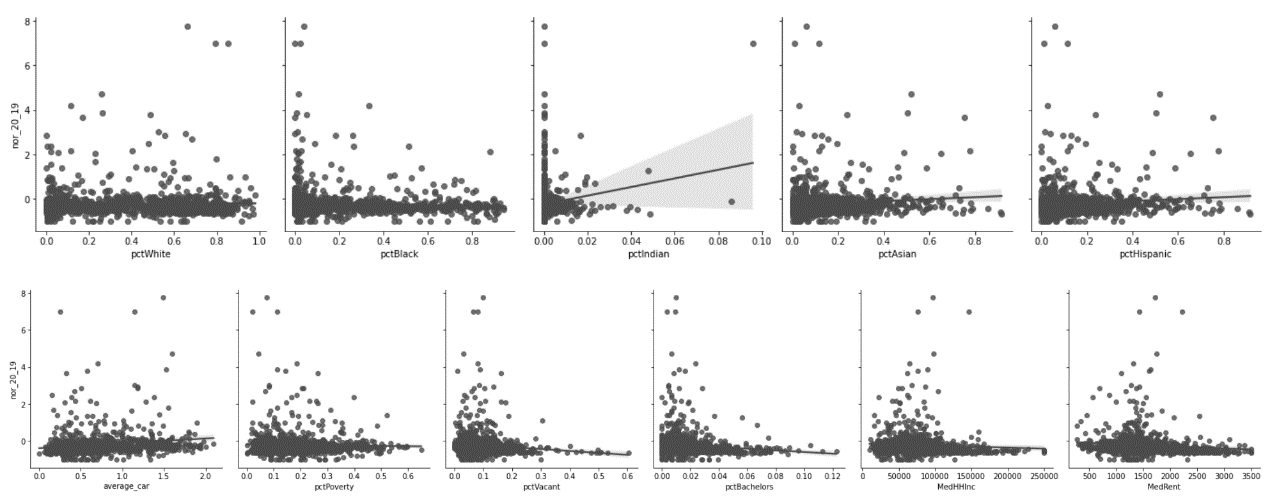 8
6
4
2
0
nor_20_19
0.0 0.2 0.4 0.6 0.8 1.0
pctWhite
0.0 0.2 0.4 0.6 0.8
pctBlack
0.00 0.02 0.04 0.06 0.08 0.10
pctIndian
0.0 0.2 0.4 0.6 0.8
pctAsian
0.0 0.2 0.4 0.6 0.8
pctHispanic
8
6
4
2
0
nor_20_19
0.0 0.5 1.0 1.5 2.0
average_car
0.0 0.1 0.2 0.3 0.4 0.5 0.6
pctPoverty
0.0 0.1 0.2 0.3 0.4 0.5 0.6
pctVacant
0.00 0.02 0.04 0.06 0.08 0.10 0.12
pctBachelors
0 50000 100000 150000 200000 250000
MedHHInc
500 1000 1500 2000 2500 3000 3500
MedRent